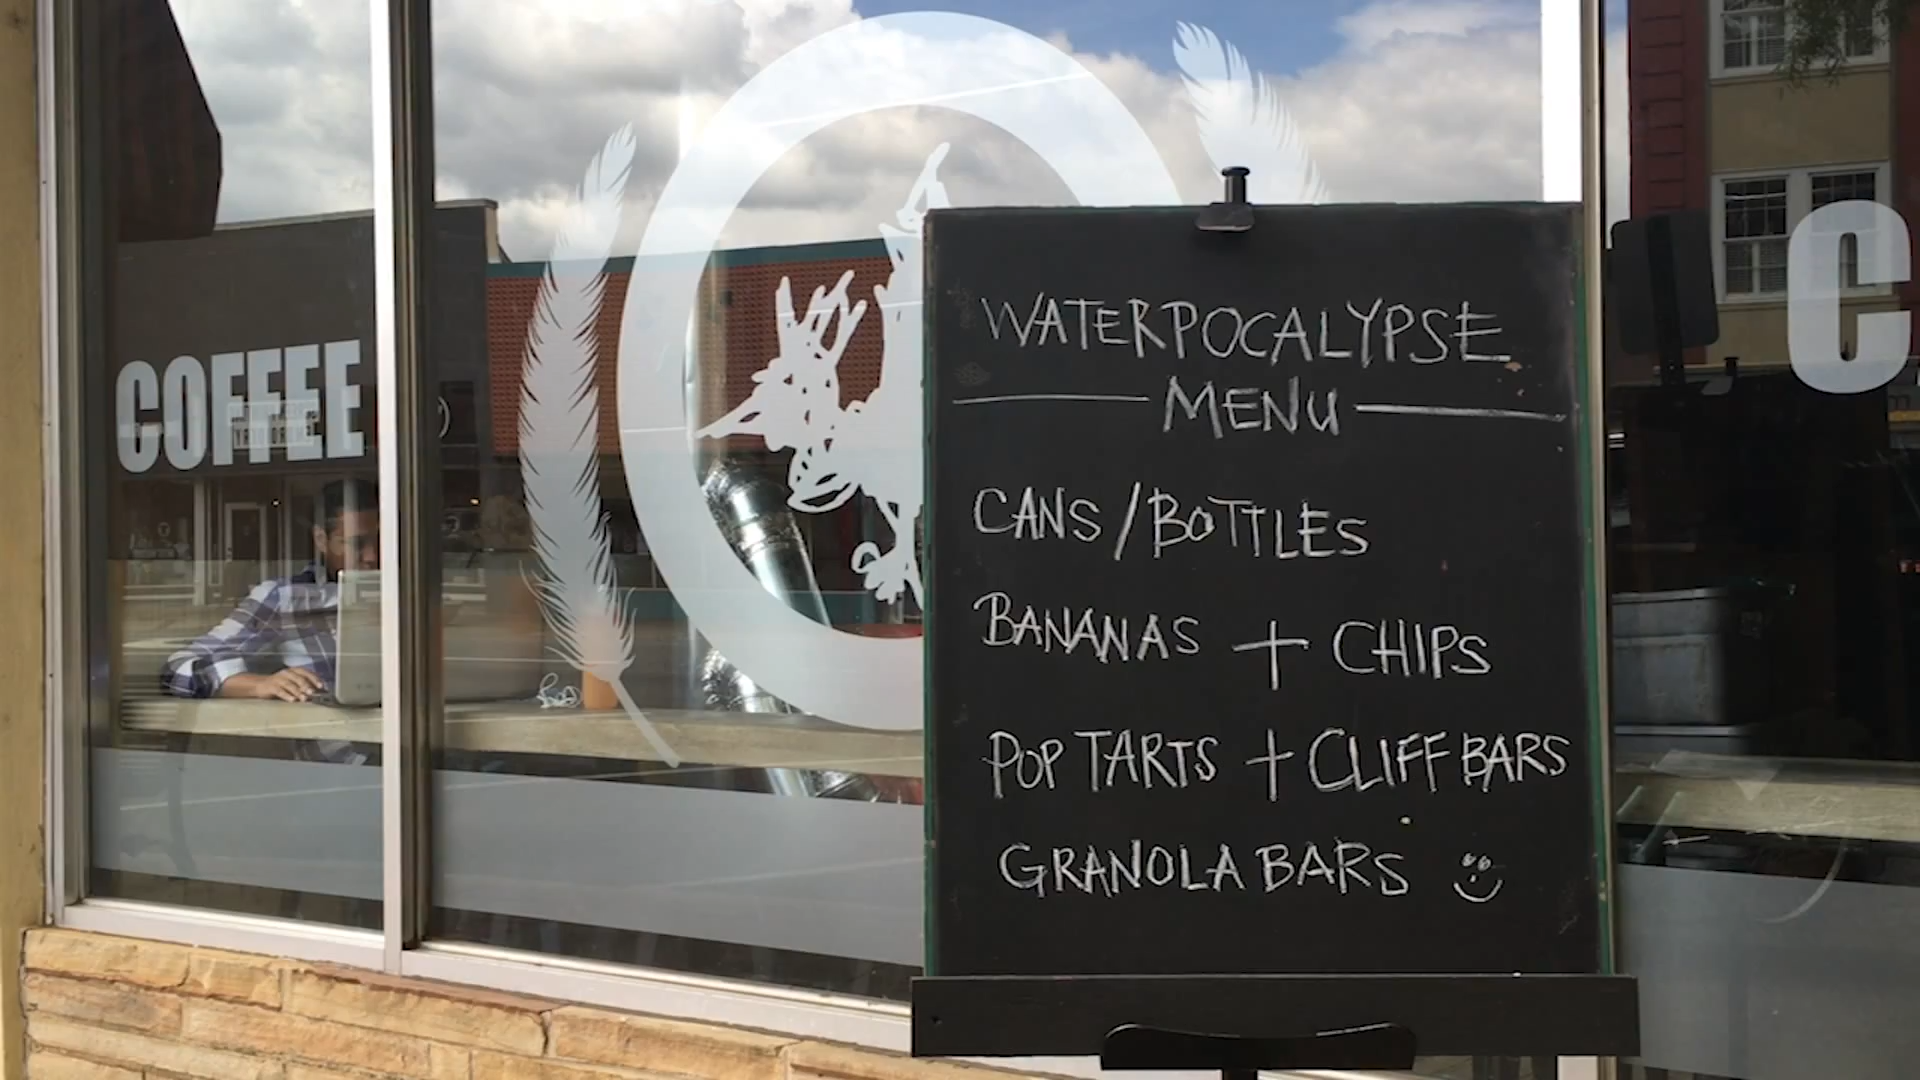 COFFEE
WATERPOCALYPSE
MENU
CANS/BOTTLES
BANANAS + CHIPS
POP TARTS + CLIFF BARS
GRANOLA BARS
C